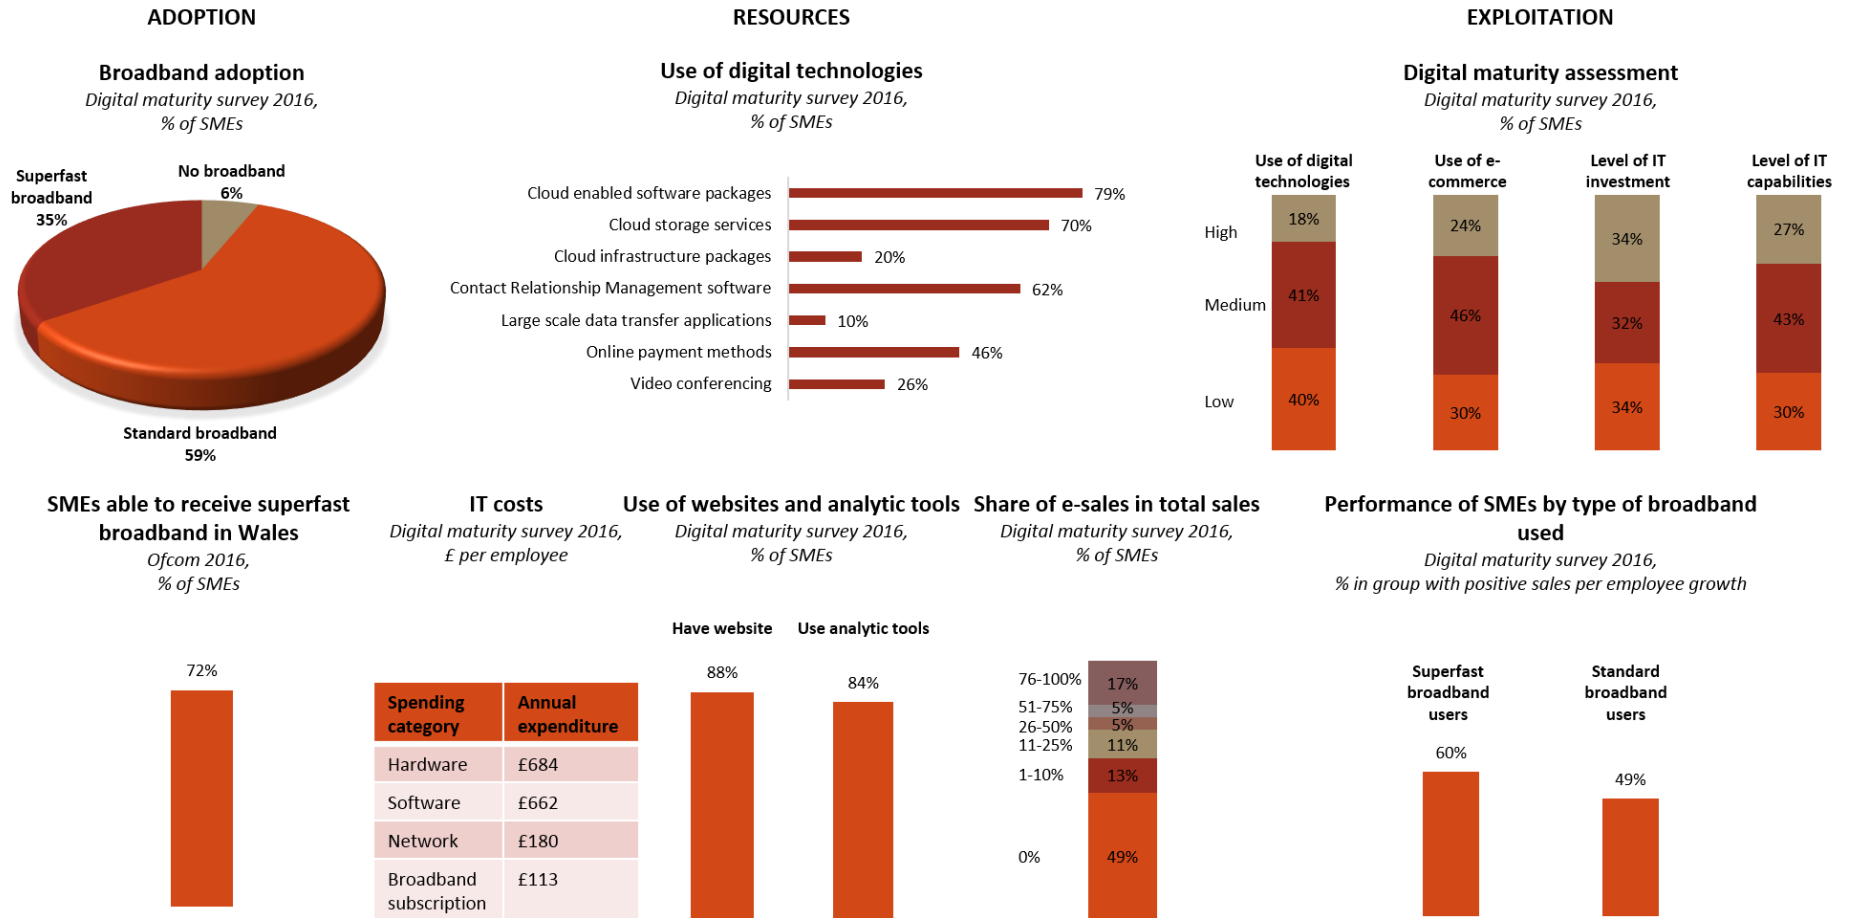 ADOPTION
RESOURCES
EXPLOITATION
Broadband adoption
Digital maturity survey 2016,
% of SMEs
Superfast
broadband
35%
No broadband
6%
Standard broadband
59%
Use of digital technologies
Digital maturity survey 2016,
% of SMEs
Cloud enabled software packages 79%
Cloud storage services 70%
Cloud infrastructure packages 20%
Contact Relationship Management software 62%
Large scale data transfer applications 10%
Online payment methods 46%
Video conferencing 26%
Digital maturity assessment
Digital maturity survey 2016,
% of SMEs
Use of digital
technologies
Use of e-
commerce
Level of IT
investment
Level of IT
capabilities
High 18% 24% 34% 27%
Medium 41% 46% 32% 43%
Low 40% 30% 34% 30%
SMEs able to receive superfast
broadband in Wales
Ofcom 2016,
% of SMEs
72%
IT costs
Digital maturity survey 2016,
£ per employee
Spending
category
Annual
expenditure
Hardware £684
Software £662
Network £180
Broadband
subscription
£113
Use of websites and analytic tools
Digital maturity survey 2016,
% of SMEs
Have website
88%
Use analytic tools
84%
Share of e-sales in total sales
Digital maturity survey 2016,
% of SMEs
76-100% 17%
51-75% 5%
26-50% 5%
11-25% 11%
1-10% 13%
0% 49%
Performance of SMEs by type of broadband
used
Digital maturity survey 2016,
% in group with positive sales per employee growth
Superfast
broadband
users
60%
Standard
broadband
users
49%